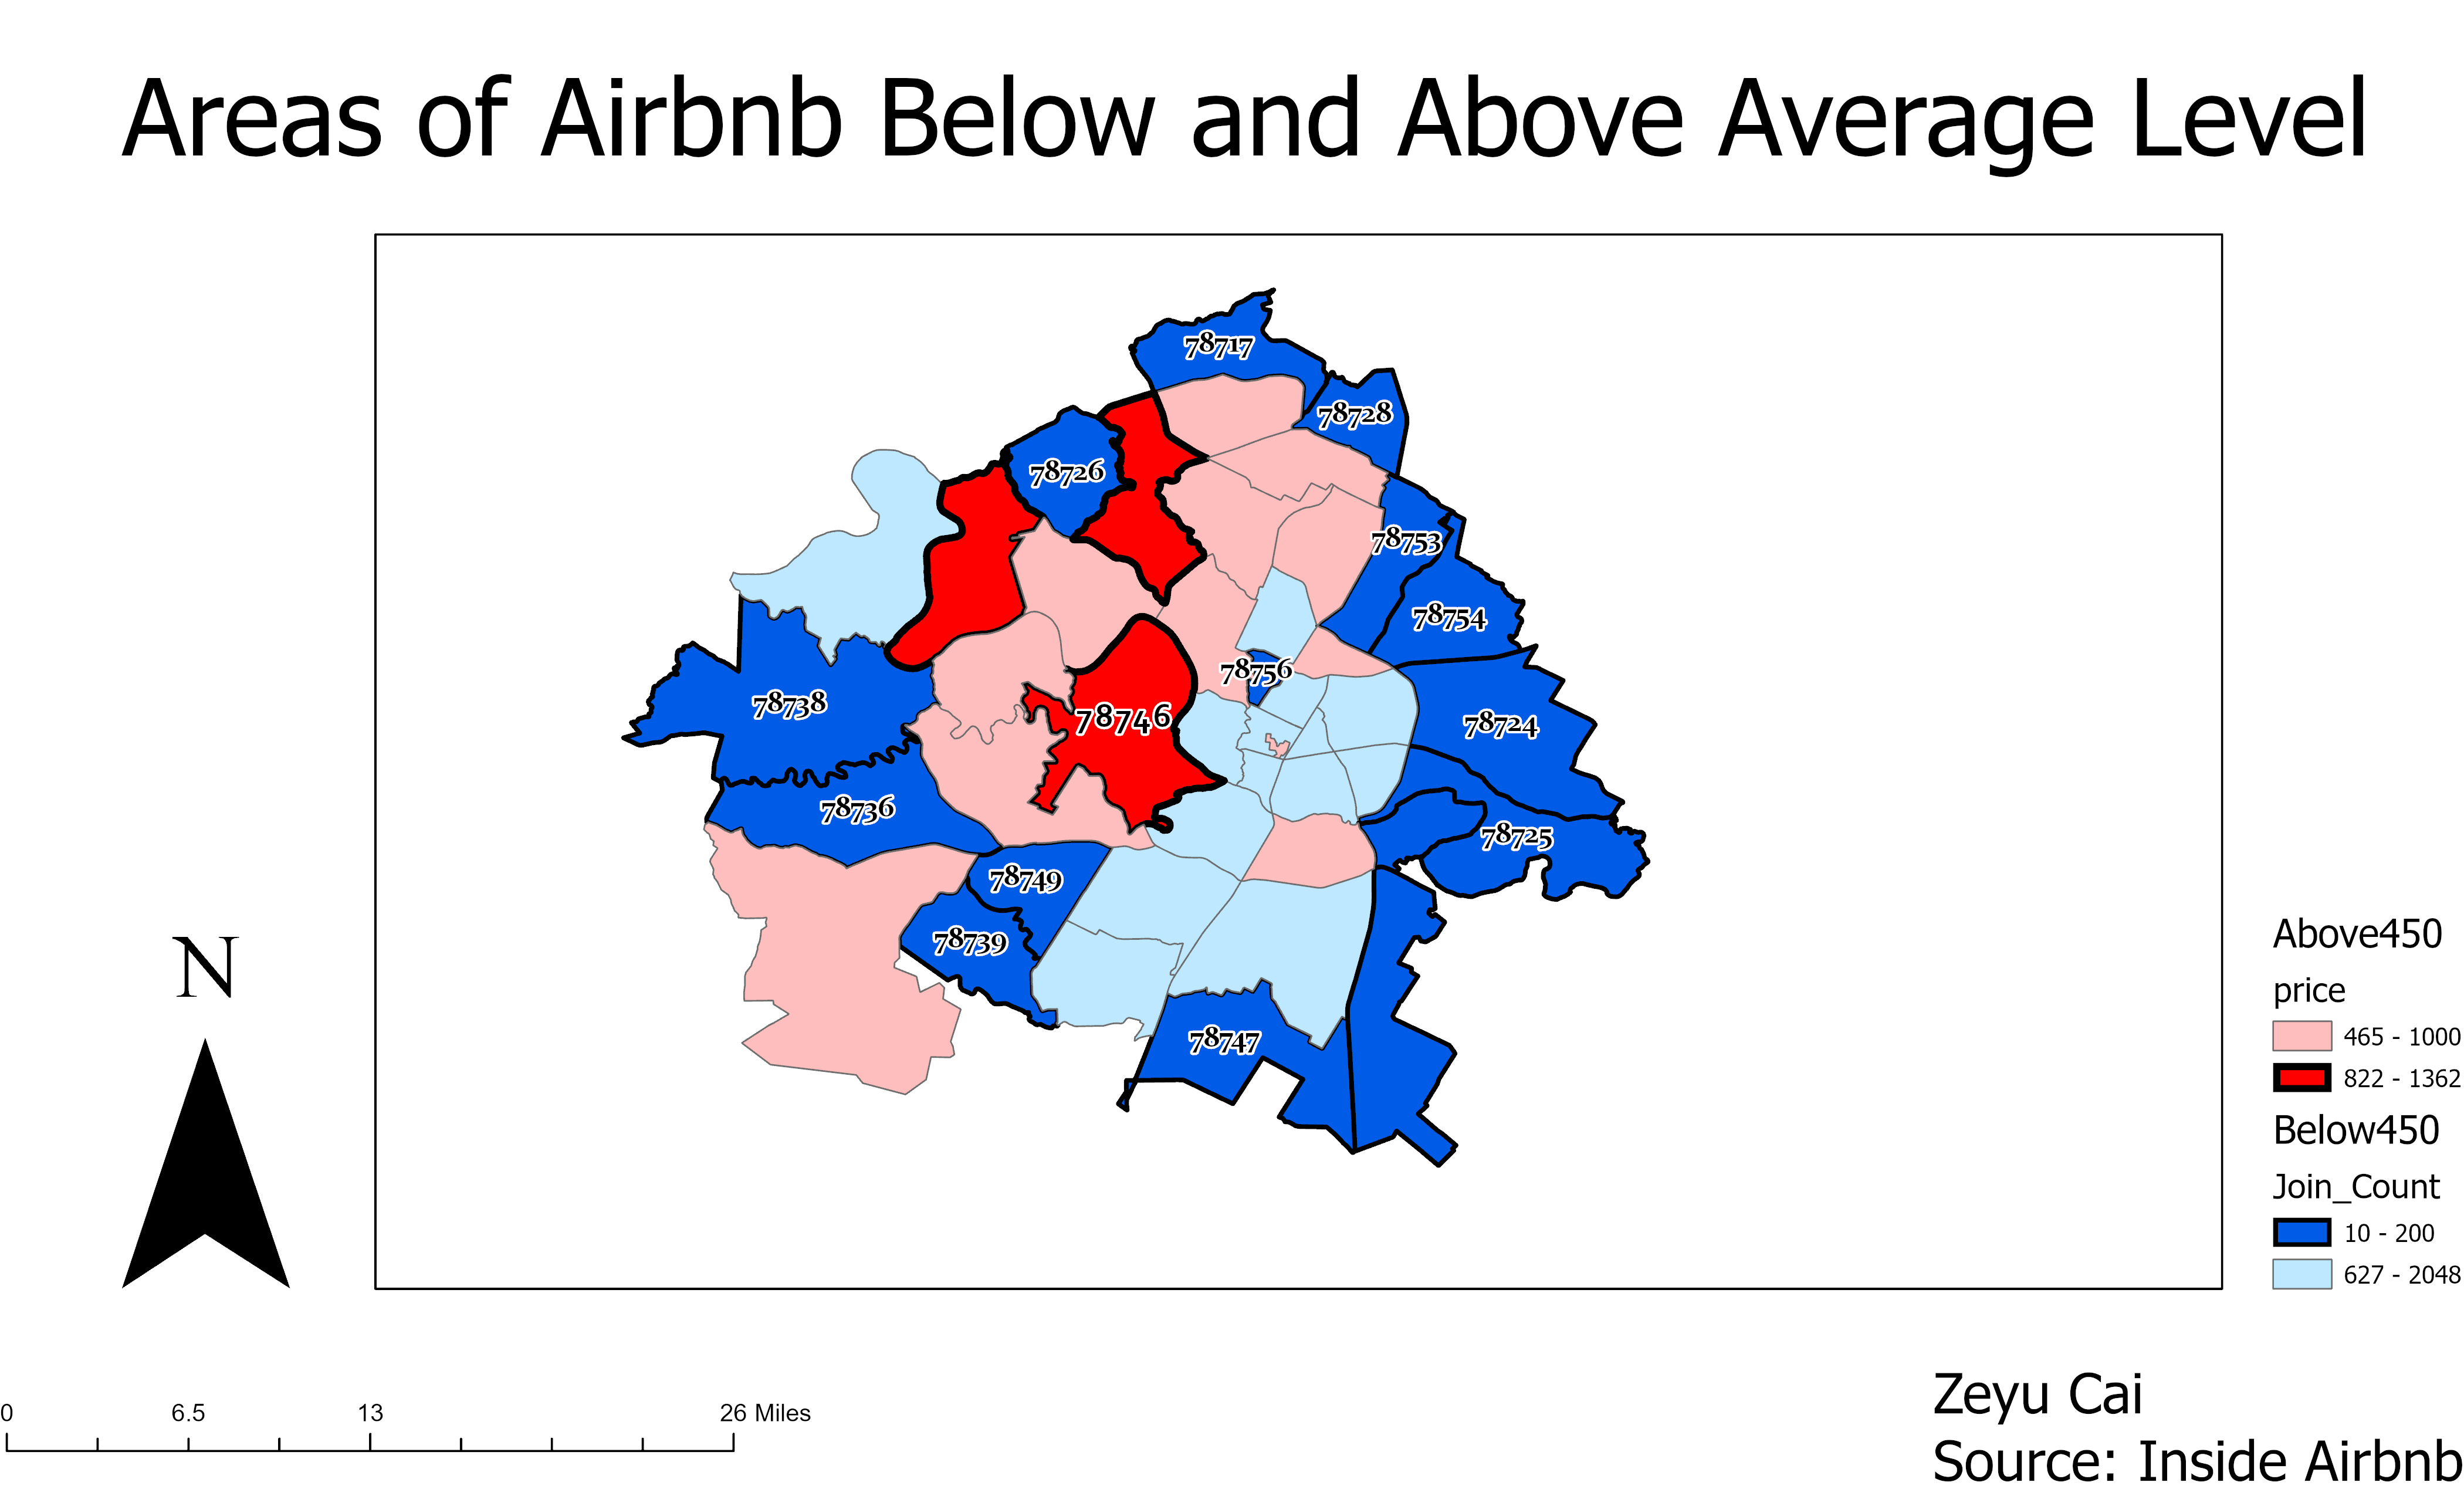 Areas of Airbnb Below and Above Average Level
78717
78728
78726
78753
78754
78756
78738
78746
78724
78736
78725
78749
78739
78747
N
Above450
price
465 - 1000
822 - 1362
Below450
Join_Count
10 - 200
627 - 2048
0 6.5 13 26 Miles
Zeyu Cai
Source: Inside Airbnb